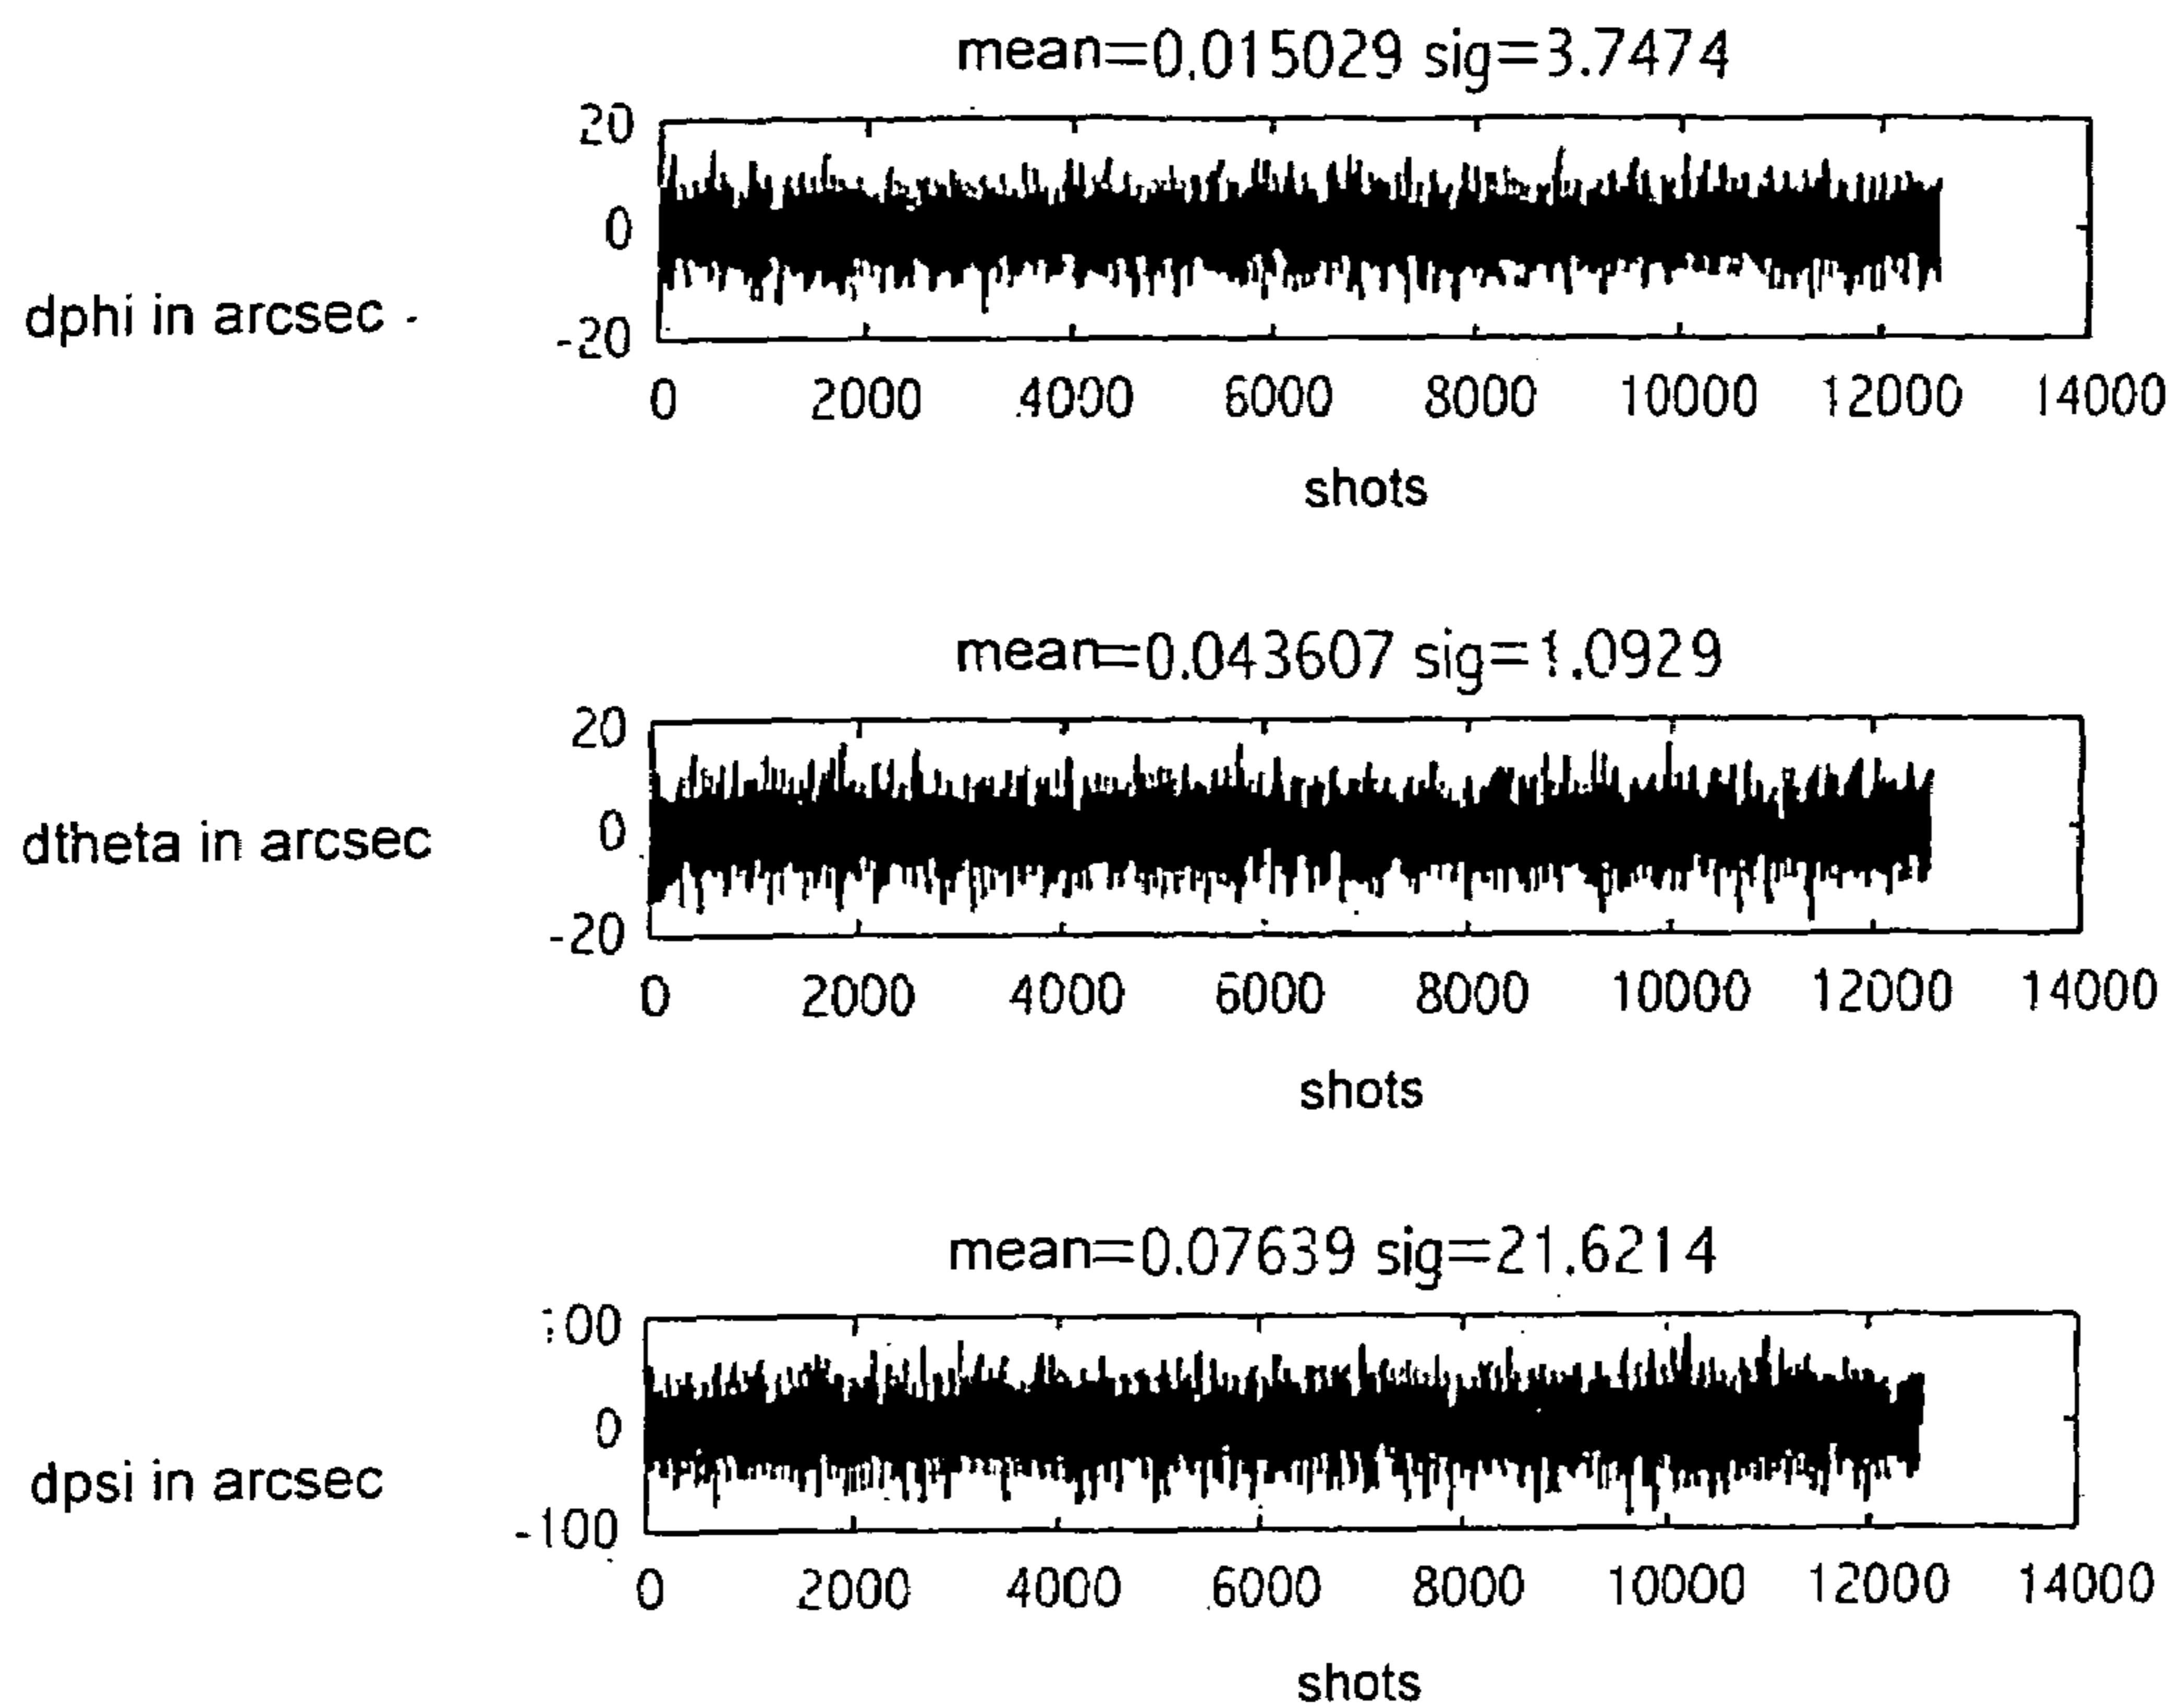 mean=0.015029 sig=3.7474
20
0
dphi in arcsec
-20
0 2000 4000 6000 8000 10000 12000 14000
shots
mean=0.043607 sig=1.0929
20
0
dtheta in arcsec
-20
0 2000 4000 6000 8000 10000 12000 14000
shots
mean=0.07639 sig=21.6214
100
0
dpsi in arcsec
-100
0 2000 4000 6000 8000 10000 12000 14000
shots